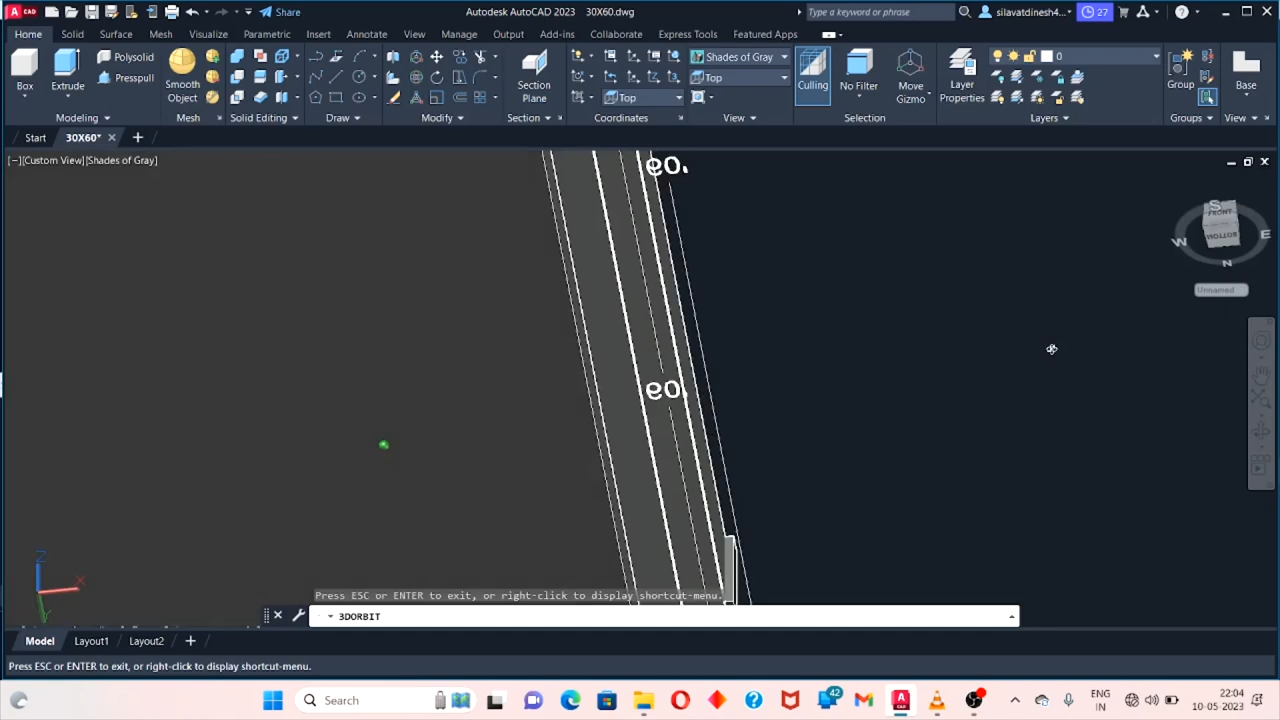 CAD
Share
Autodesk AutoCAD 2023 30X60.dwg
Type a keyword or phrase
silavatdinesh4...
27
Home Solid Surface Mesh Visualize Parametric Insert Annotate View Manage Output Add-ins Collaborate Express Tools Featured Apps
Box
Extrude
Polysolid
Presspull
Smooth Object
Section Plane
Top
Shades of Gray
Top
Culling
No Filter
Move Gizmo
Layer Properties
0
Group
Base
Modeling
Mesh
Solid Editing
Draw
Modify
Section
Coordinates
View
Selection
Layers
Groups
View
Start
30X60*
[−][Custom View][Shades of Gray]
S
FRONT
BOTTOM
W
E
N
Unnamed
Z
X
Y
Press ESC or ENTER to exit, or right-click to display shortcut-menu.
3DORBIT
Model
Layout1
Layout2
Press ESC or ENTER to exit, or right-click to display shortcut-menu.
Search
42
ENG
IN
22:04
10-05-2023